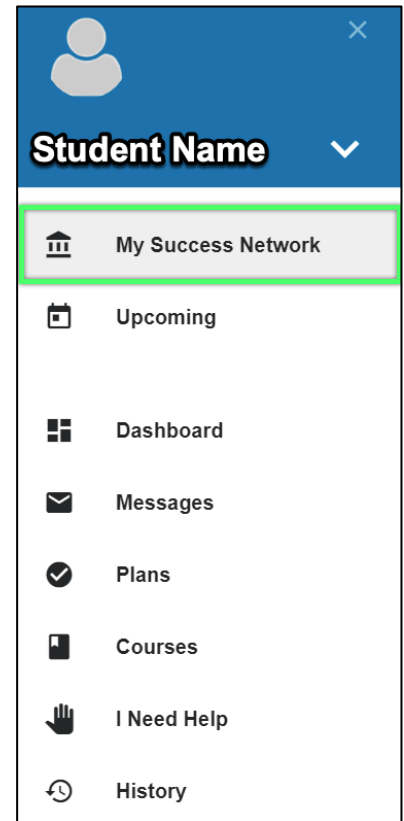 Student Name
My Success Network
Upcoming
Dashboard
Messages
Plans
Courses
I Need Help
History